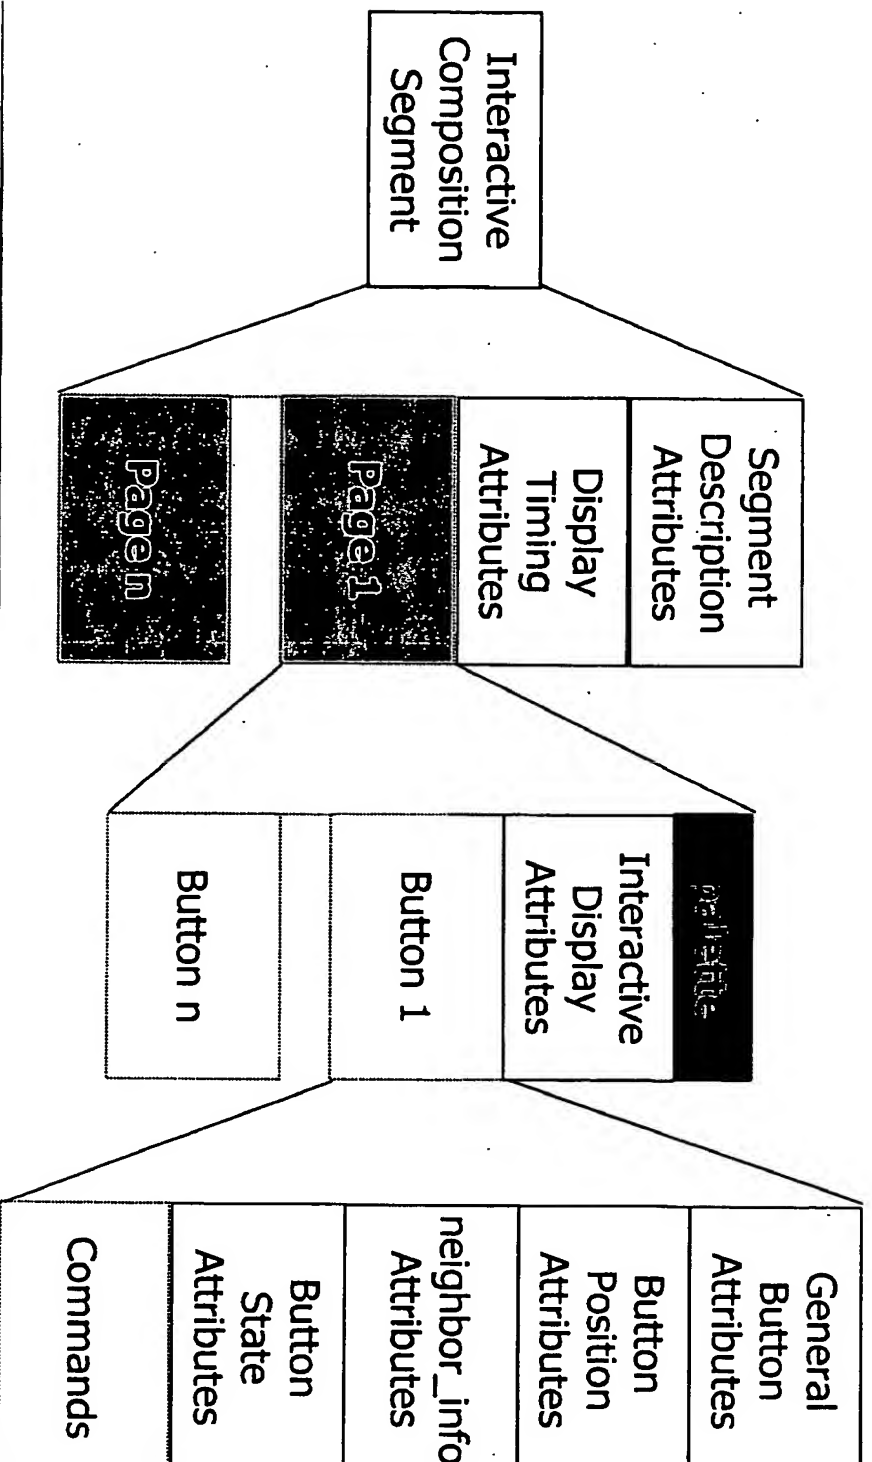 Interactive
Composition
Segment
Segment
Description
Attributes
Display
Timing
Attributes
Page 1
Page n
pallette
Interactive
Display
Attributes
Button 1
Button n
General
Button
Attributes
Button
Position
Attributes
neighbor_info
Attributes
Button
State
Attributes
Commands